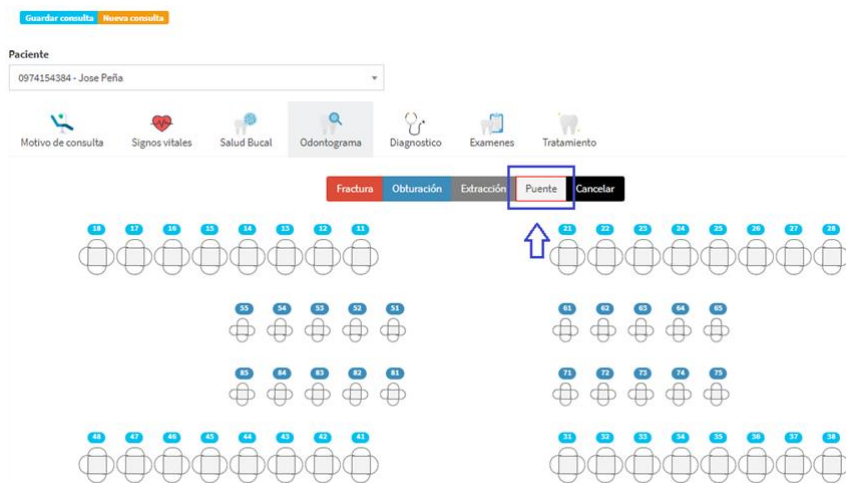 Guardar consulta Nueva consulta
Paciente
0974154384 - Jose Peña
Motivo de consulta Signos vitales Salud Bucal Odontograma Diagnostico Examenes Tratamiento
Fractura Obturación Extracción Puente Cancelar
18 17 16 15 14 13 12 11 21 22 23 24 25 26 27 28
55 54 53 52 51 61 62 63 64 65
85 84 83 82 81 71 72 73 74 75
48 47 46 45 44 43 42 41 31 32 33 34 35 36 37 38